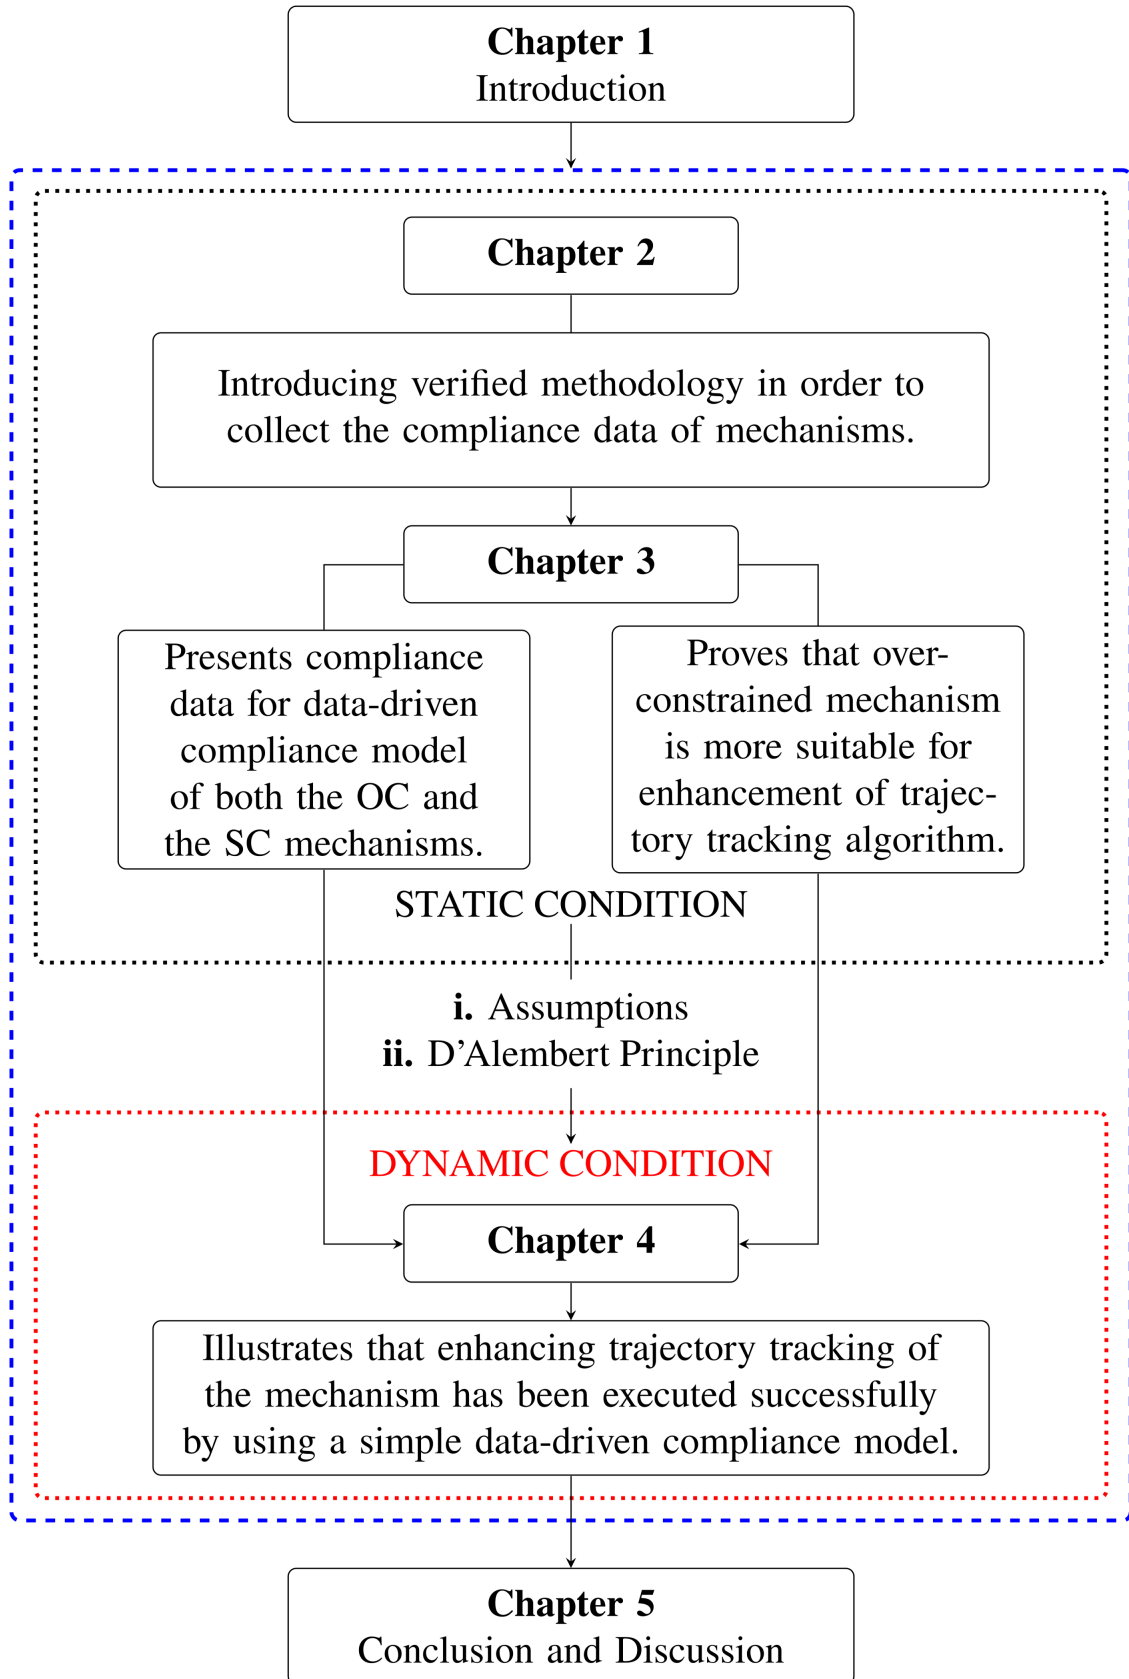 Chapter 1
Introduction
Chapter 2
Introducing verified methodology in order to
collect the compliance data of mechanisms.
Chapter 3
Presents compliance
data for data-driven
compliance model
of both the OC and
the SC mechanisms.
Proves that over-
constrained mechanism
is more suitable for
enhancement of trajec-
tory tracking algorithm.
STATIC CONDITION
i. Assumptions
ii. D'Alembert Principle
DYNAMIC CONDITION
Chapter 4
Illustrates that enhancing trajectory tracking of
the mechanism has been executed successfully
by using a simple data-driven compliance model.
Chapter 5
Conclusion and Discussion